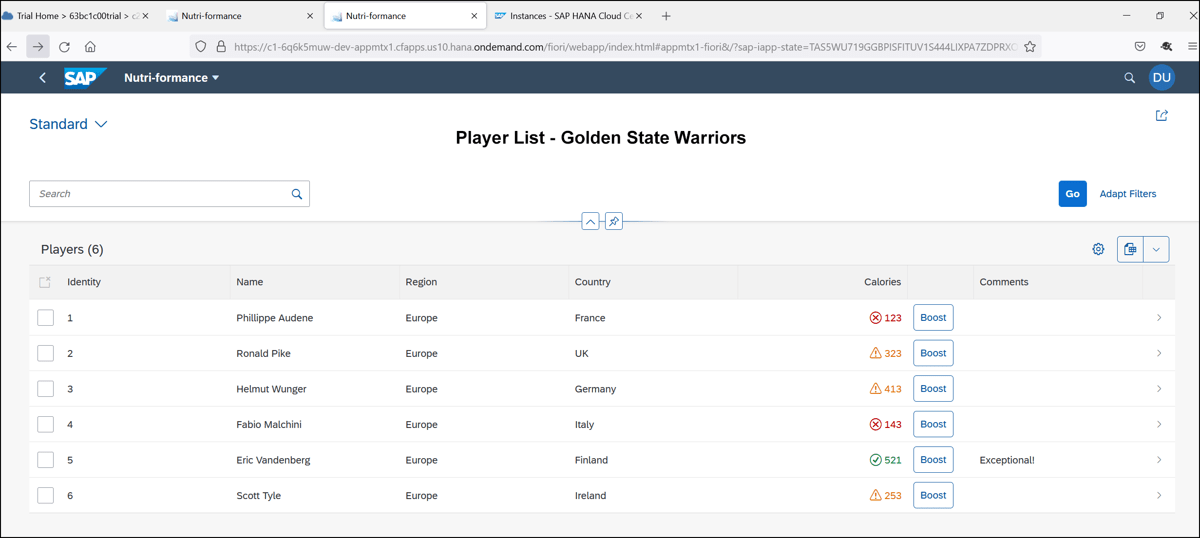 Trial Home > 63bc1c00trial > c
Nutri-formance
Nutri-formance
Instances - SAP HANA Cloud Ce
https://c1-6q6k5muw-dev-appmtx1.cfapps.us10.hana.ondemand.com/fiori/webapp/index.html#appmtx1-fiori&/?sap-iapp-state=TAS5WU719GGBPISFITUV1S444LIXPA7ZDPRXC
SAP Nutri-formance DU
Standard
Player List - Golden State Warriors
Search Go Adapt Filters
Players (6)
Identity Name Region Country Calories Comments
1 Phillippe Audene Europe France 123 Boost
2 Ronald Pike Europe UK 323 Boost
3 Helmut Wunger Europe Germany 413 Boost
4 Fabio Malchini Europe Italy 143 Boost
5 Eric Vandenberg Europe Finland 521 Boost Exceptional!
6 Scott Tyle Europe Ireland 253 Boost